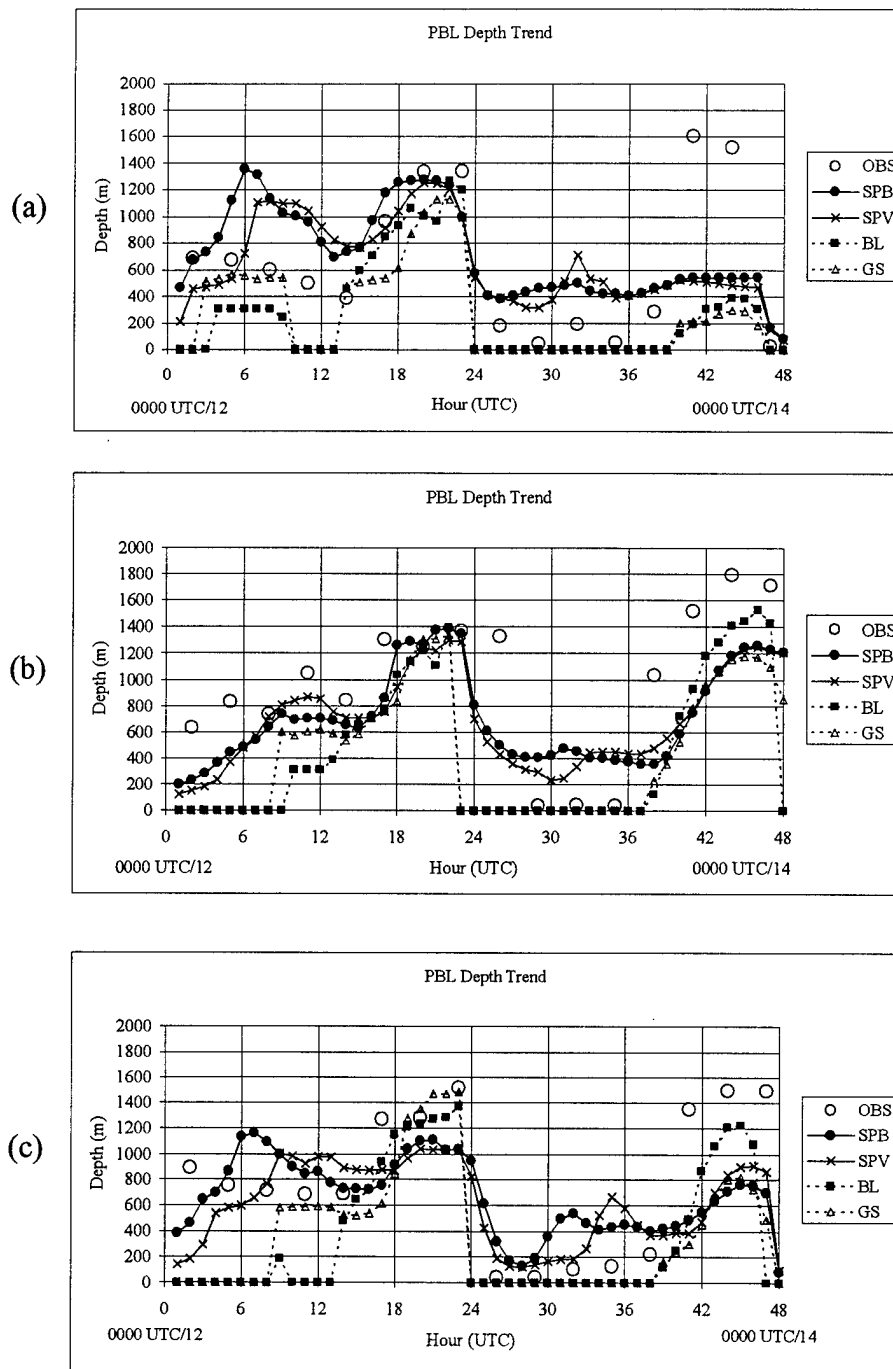 (a)
PBL Depth Trend
Depth (m)
2000
1800
1600
1400
1200
1000
800
600
400
200
0
0 6 12 18 24 30 36 42 48
0000 UTC/12 Hour (UTC) 0000 UTC/14
OBS
SPB
SPV
BL
GS
(b)
PBL Depth Trend
Depth (m)
2000
1800
1600
1400
1200
1000
800
600
400
200
0
0 6 12 18 24 30 36 42 48
0000 UTC/12 Hour (UTC) 0000 UTC/14
OBS
SPB
SPV
BL
GS
(c)
PBL Depth Trend
Depth (m)
2000
1800
1600
1400
1200
1000
800
600
400
200
0
0 6 12 18 24 30 36 42 48
0000 UTC/12 Hour (UTC) 0000 UTC/14
OBS
SPB
SPV
BL
GS